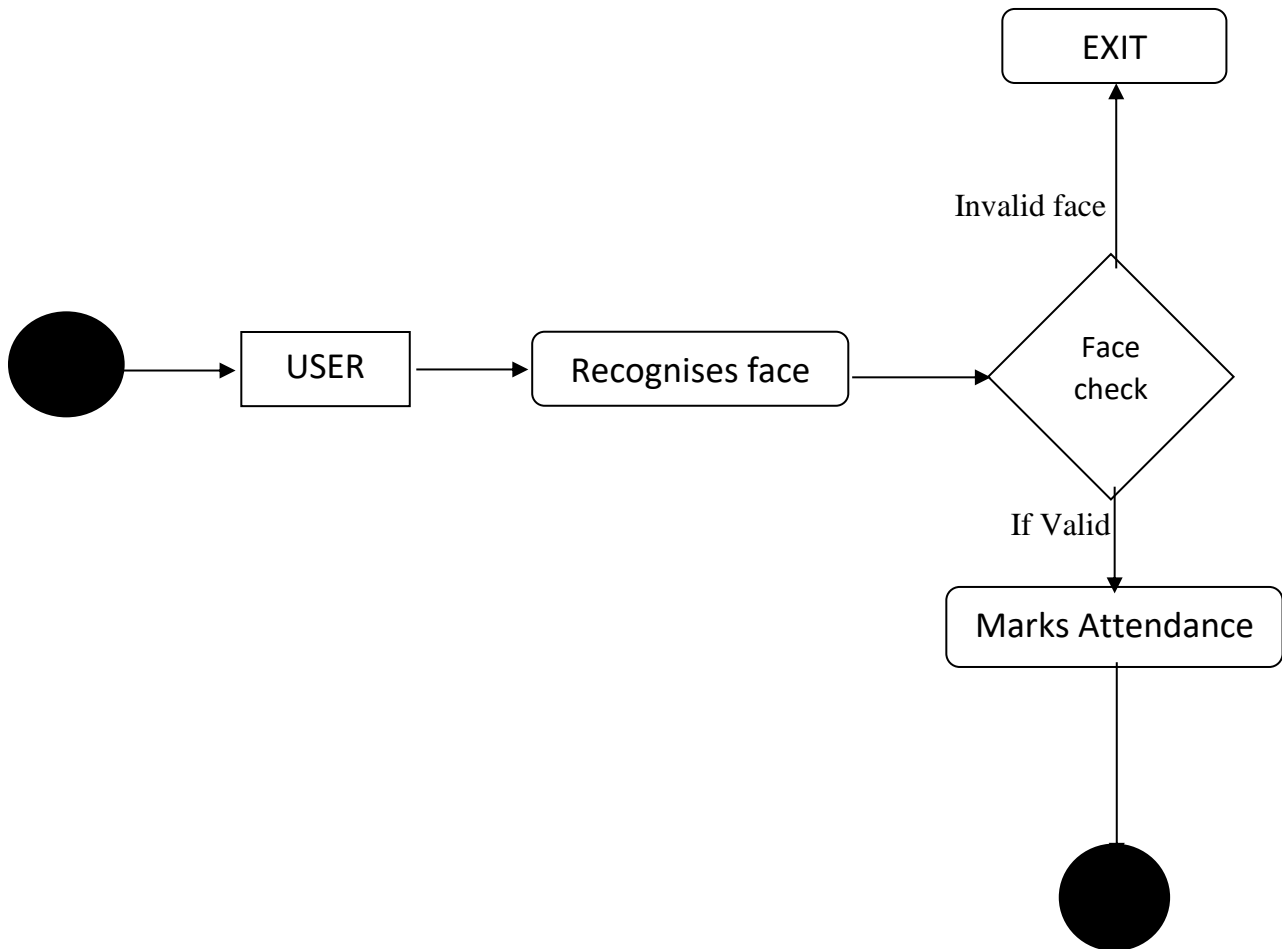 EXIT
Invalid face
USER
Recognises face
Face
check
If Valid
Marks Attendance